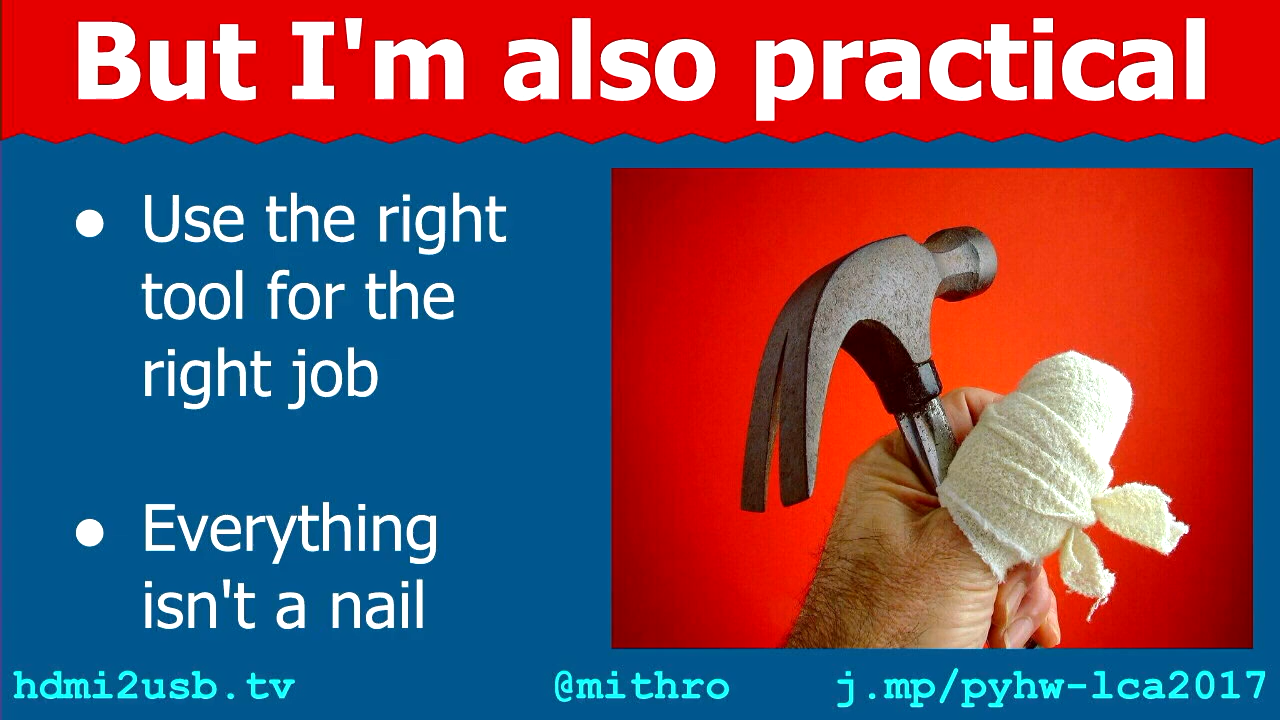 But I'm also practical
● Use the right
tool for the
right job
● Everything
isn't a nail
hdmi2usb.tv @mithro j.mp/pyhw-lca2017